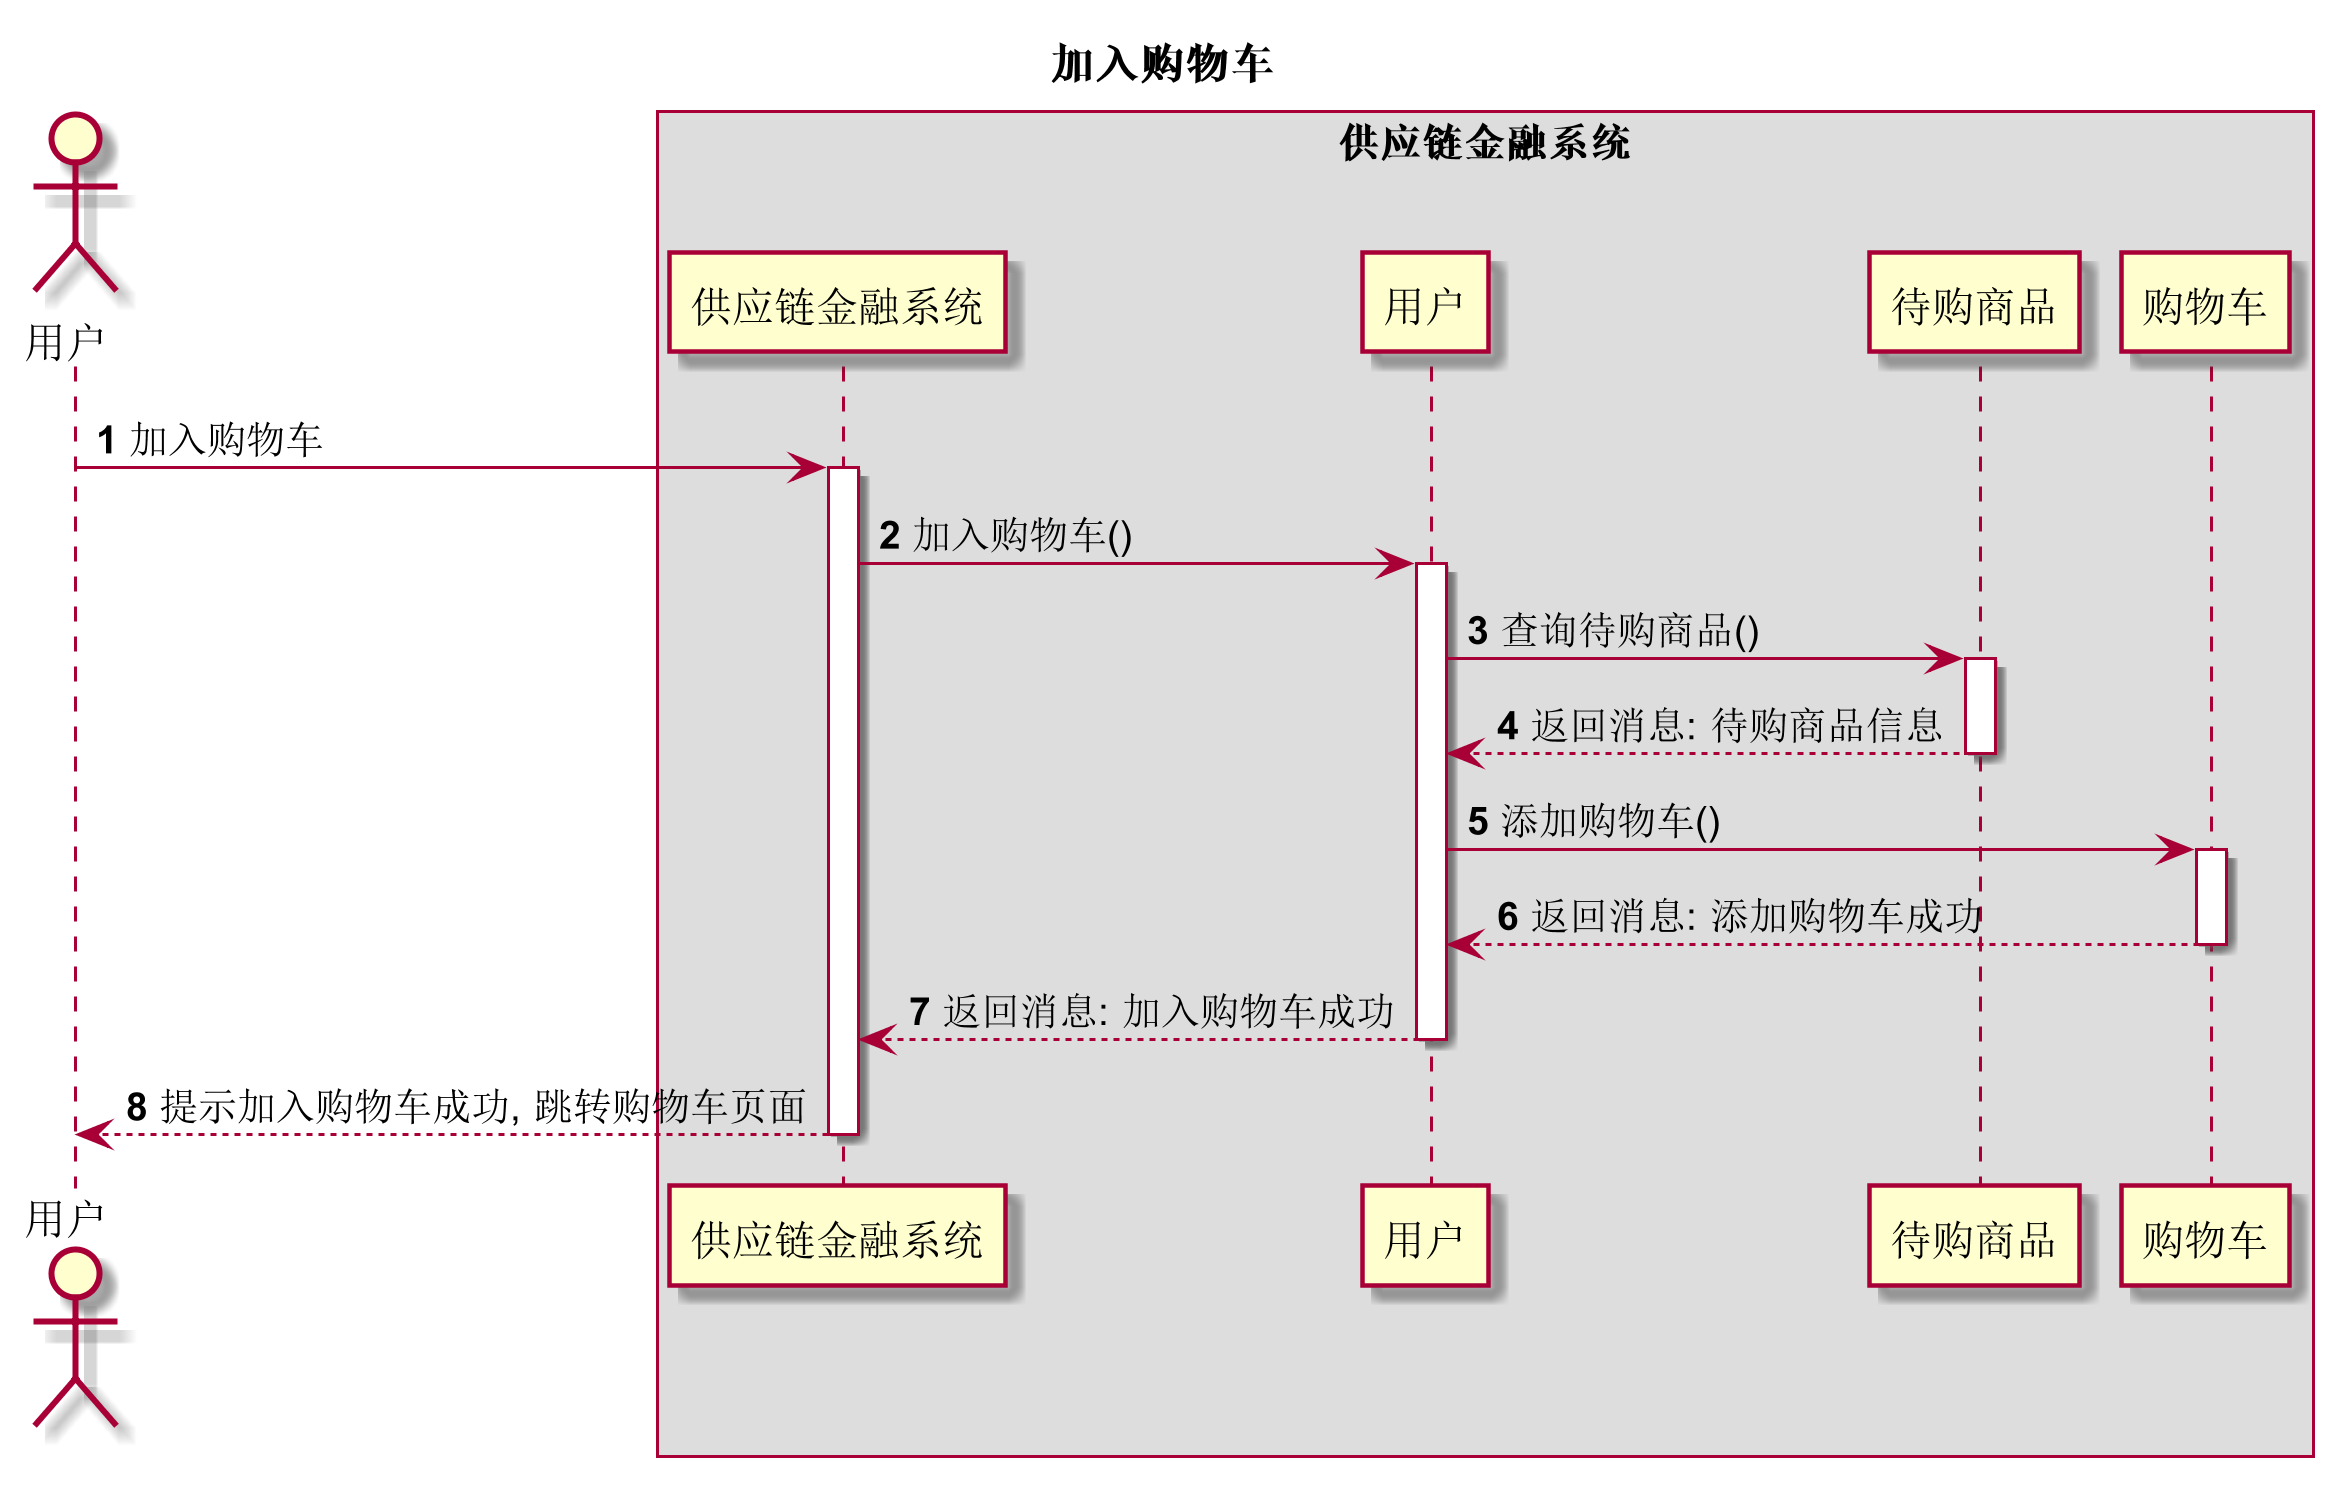 加入购物车
供应链金融系统
用户
供应链金融系统
用户
待购商品
购物车
1 加入购物车
2 加入购物车()
3 查询待购商品()
4 返回消息: 待购商品信息
5 添加购物车()
6 返回消息: 添加购物车成功
7 返回消息: 加入购物车成功
8 提示加入购物车成功, 跳转购物车页面
用户
供应链金融系统
用户
待购商品
购物车